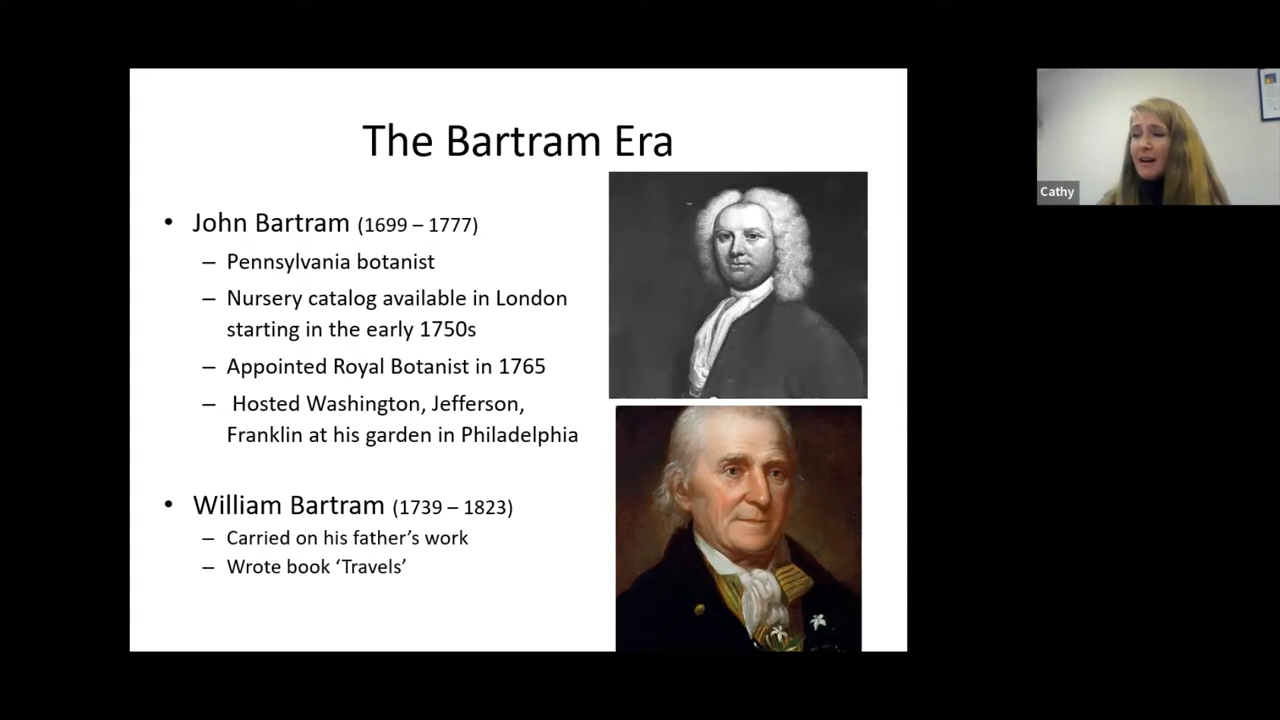 The Bartram Era
• John Bartram (1699 – 1777)
– Pennsylvania botanist
– Nursery catalog available in London
starting in the early 1750s
– Appointed Royal Botanist in 1765
– Hosted Washington, Jefferson,
Franklin at his garden in Philadelphia
• William Bartram (1739 – 1823)
– Carried on his father’s work
– Wrote book ‘Travels’
Cathy